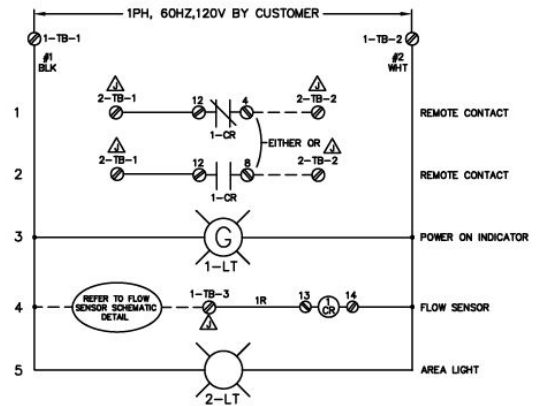 1PH, 60HZ,120V BY CUSTOMER
1-TB-1 1-TB-2
#1 #2
BLK WHT
J J
2-TB-1 12 4 2-TB-2
1 REMOTE CONTACT
1-CR
J EITHER OR J
2-TB-1 12 8 2-TB-2
2 REMOTE CONTACT
1-CR
3 G POWER ON INDICATOR
1-LT
REFER TO FLOW 1-TB-3 13 1 14
4 SENSOR SCHEMATIC 1R CR FLOW SENSOR
DETAIL J
5 AREA LIGHT
2-LT